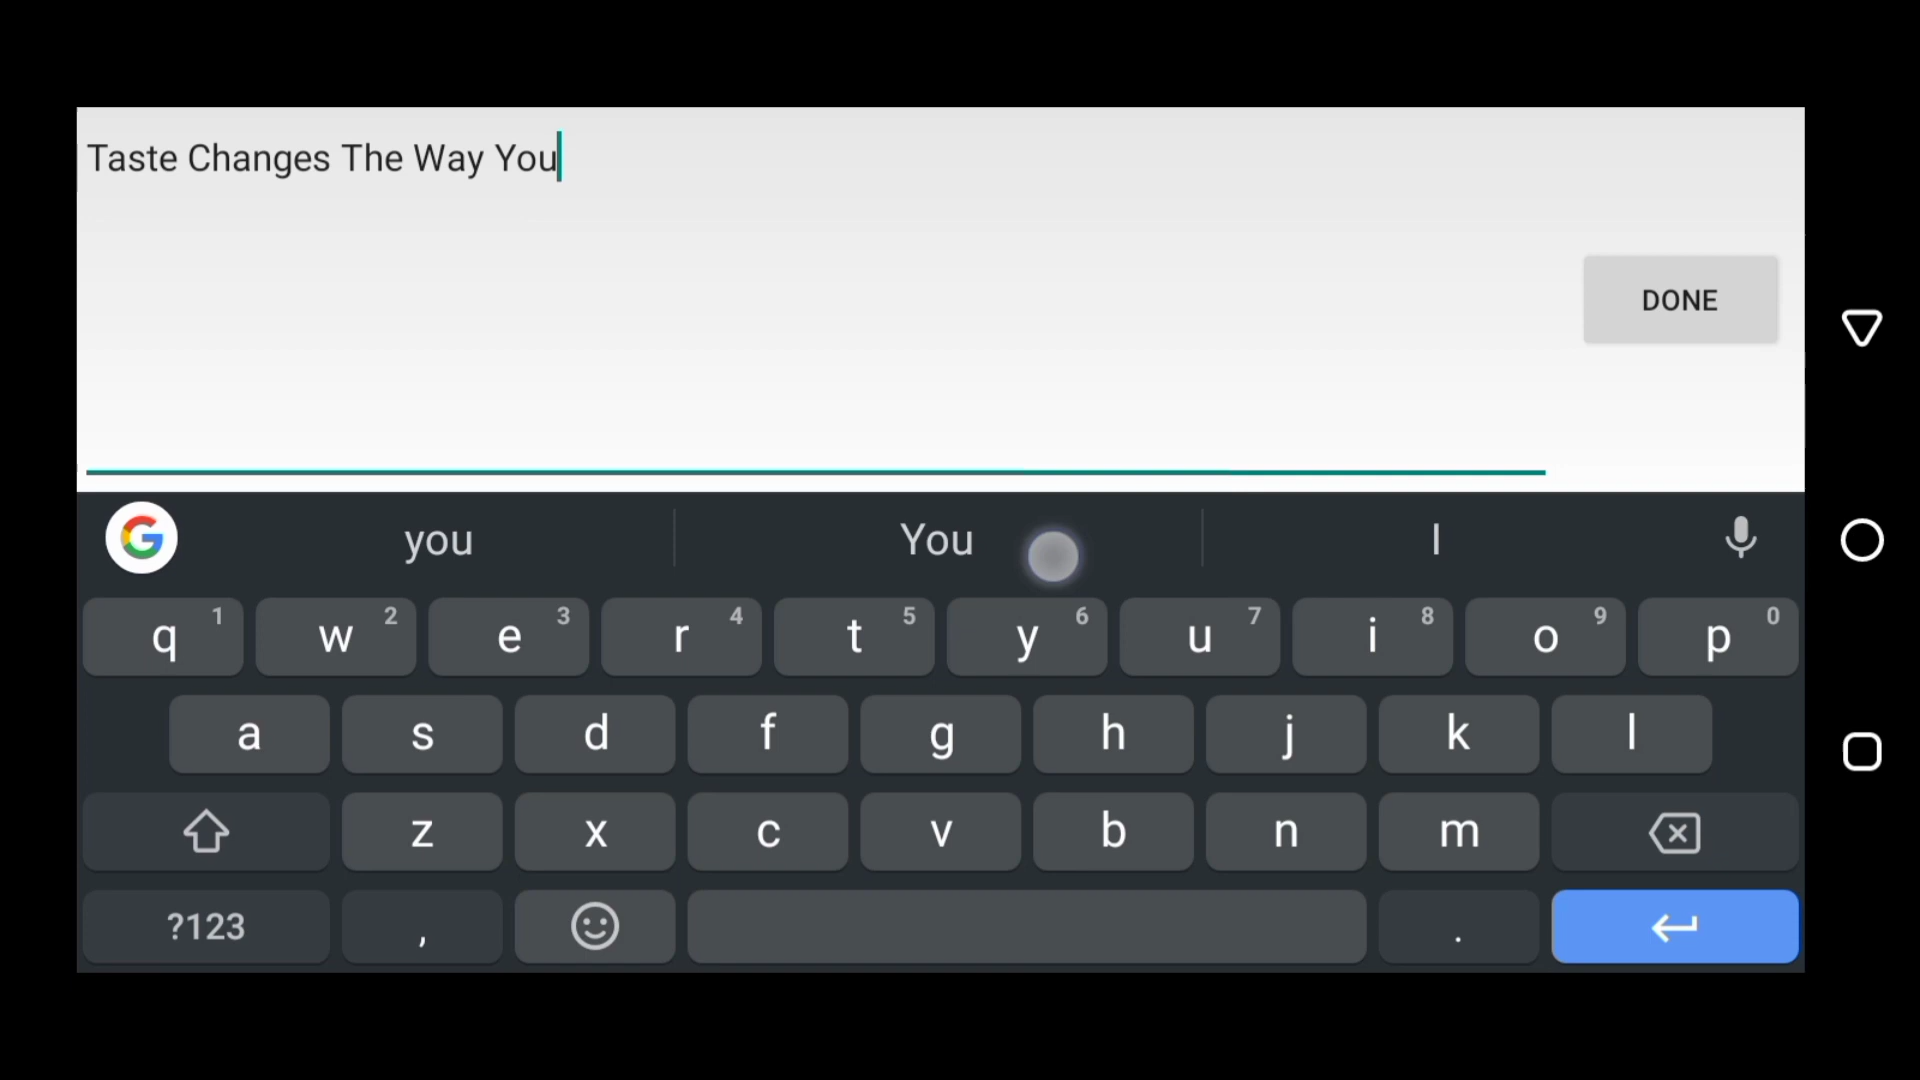 Taste Changes The Way You
DONE
you You I
q 1 w 2 e 3 r 4 t 5 y 6 u 7 i 8 o 9 p 0
a s d f g h j k l
z x c v b n m
?123 , .